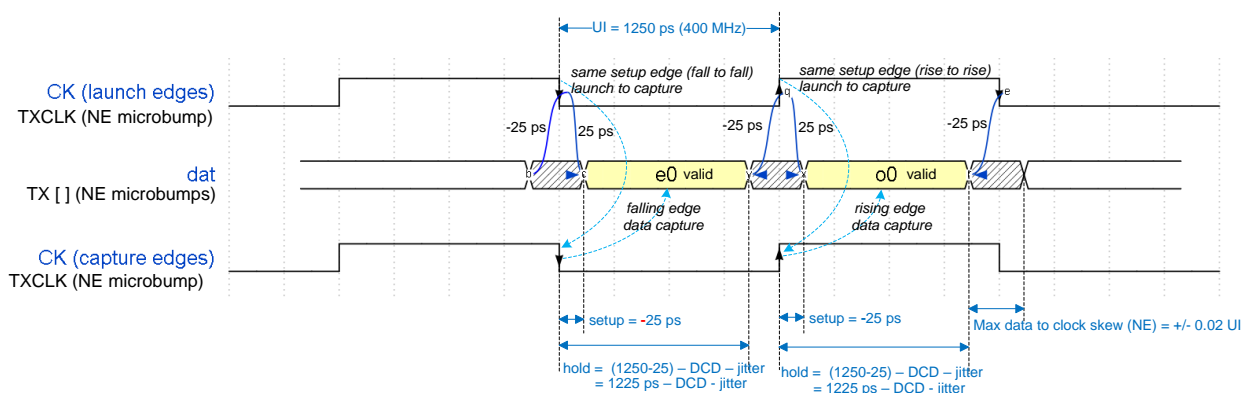 UI = 1250 ps (400 MHz)
CK (launch edges)
TXCLK (NE microbump)
same setup edge (fall to fall)
launch to capture
same setup edge (rise to rise)
launch to capture
q
e
-25 ps
25 ps
-25 ps
25 ps
-25 ps
dat
TX [ ] (NE microbumps)
e0 valid
o0 valid
falling edge
data capture
rising edge
data capture
CK (capture edges)
TXCLK (NE microbump)
setup = -25 ps
setup = -25 ps
Max data to clock skew (NE) = +/- 0.02 UI
hold = (1250-25) – DCD – jitter
= 1225 ps – DCD - jitter
hold = (1250-25) – DCD – jitter
= 1225 ps – DCD - jitter